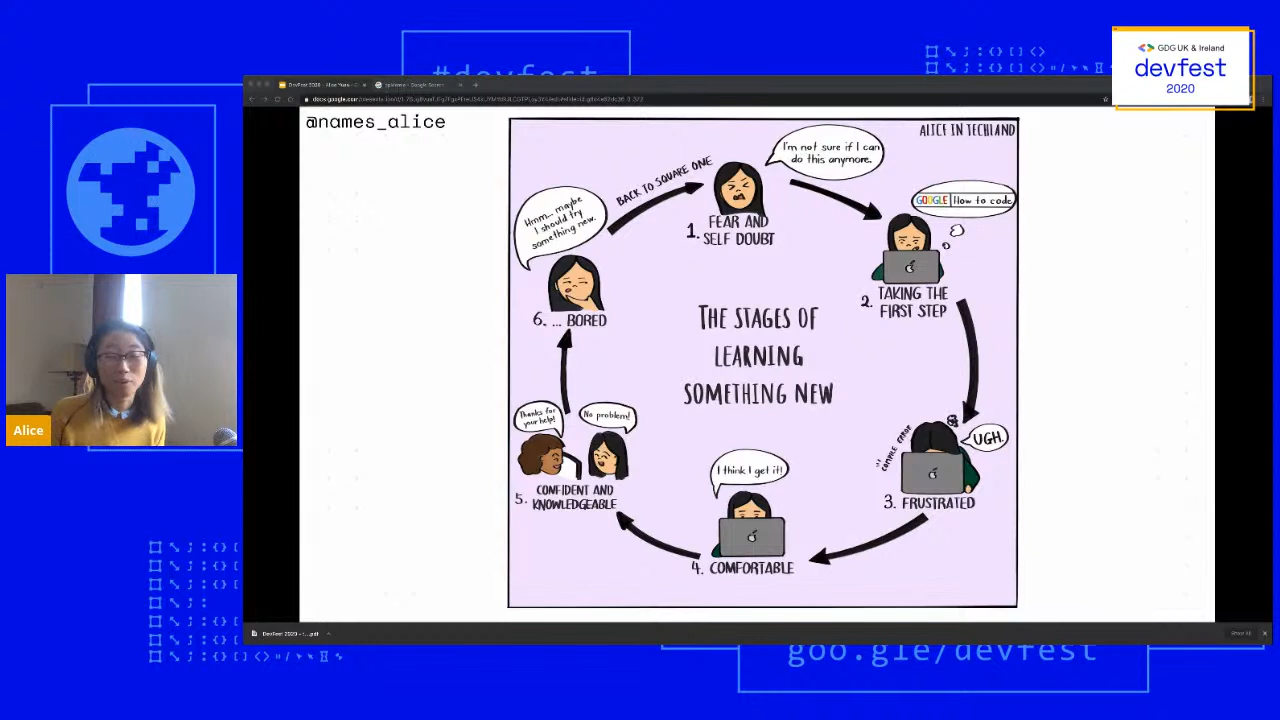 #devfest
GDG UK & Ireland
devfest
2020
@names_alice
ALICE IN TECHLAND
I'm not sure if I can
do this anymore.
BACK TO SQUARE ONE
1. FEAR AND
SELF DOUBT
GOOGLE How to code
2. TAKING THE
FIRST STEP
Hmm... maybe
I should try
something new.
6. ... BORED
THE STAGES OF
LEARNING
SOMETHING NEW
Thanks for
your help!
No problem!
5. CONFIDENT AND
KNOWLEDGEABLE
I think I get it!
4. COMFORTABLE
COMPILE ERROR
UGH.
3. FRUSTRATED
Alice
goo.gle/devfest